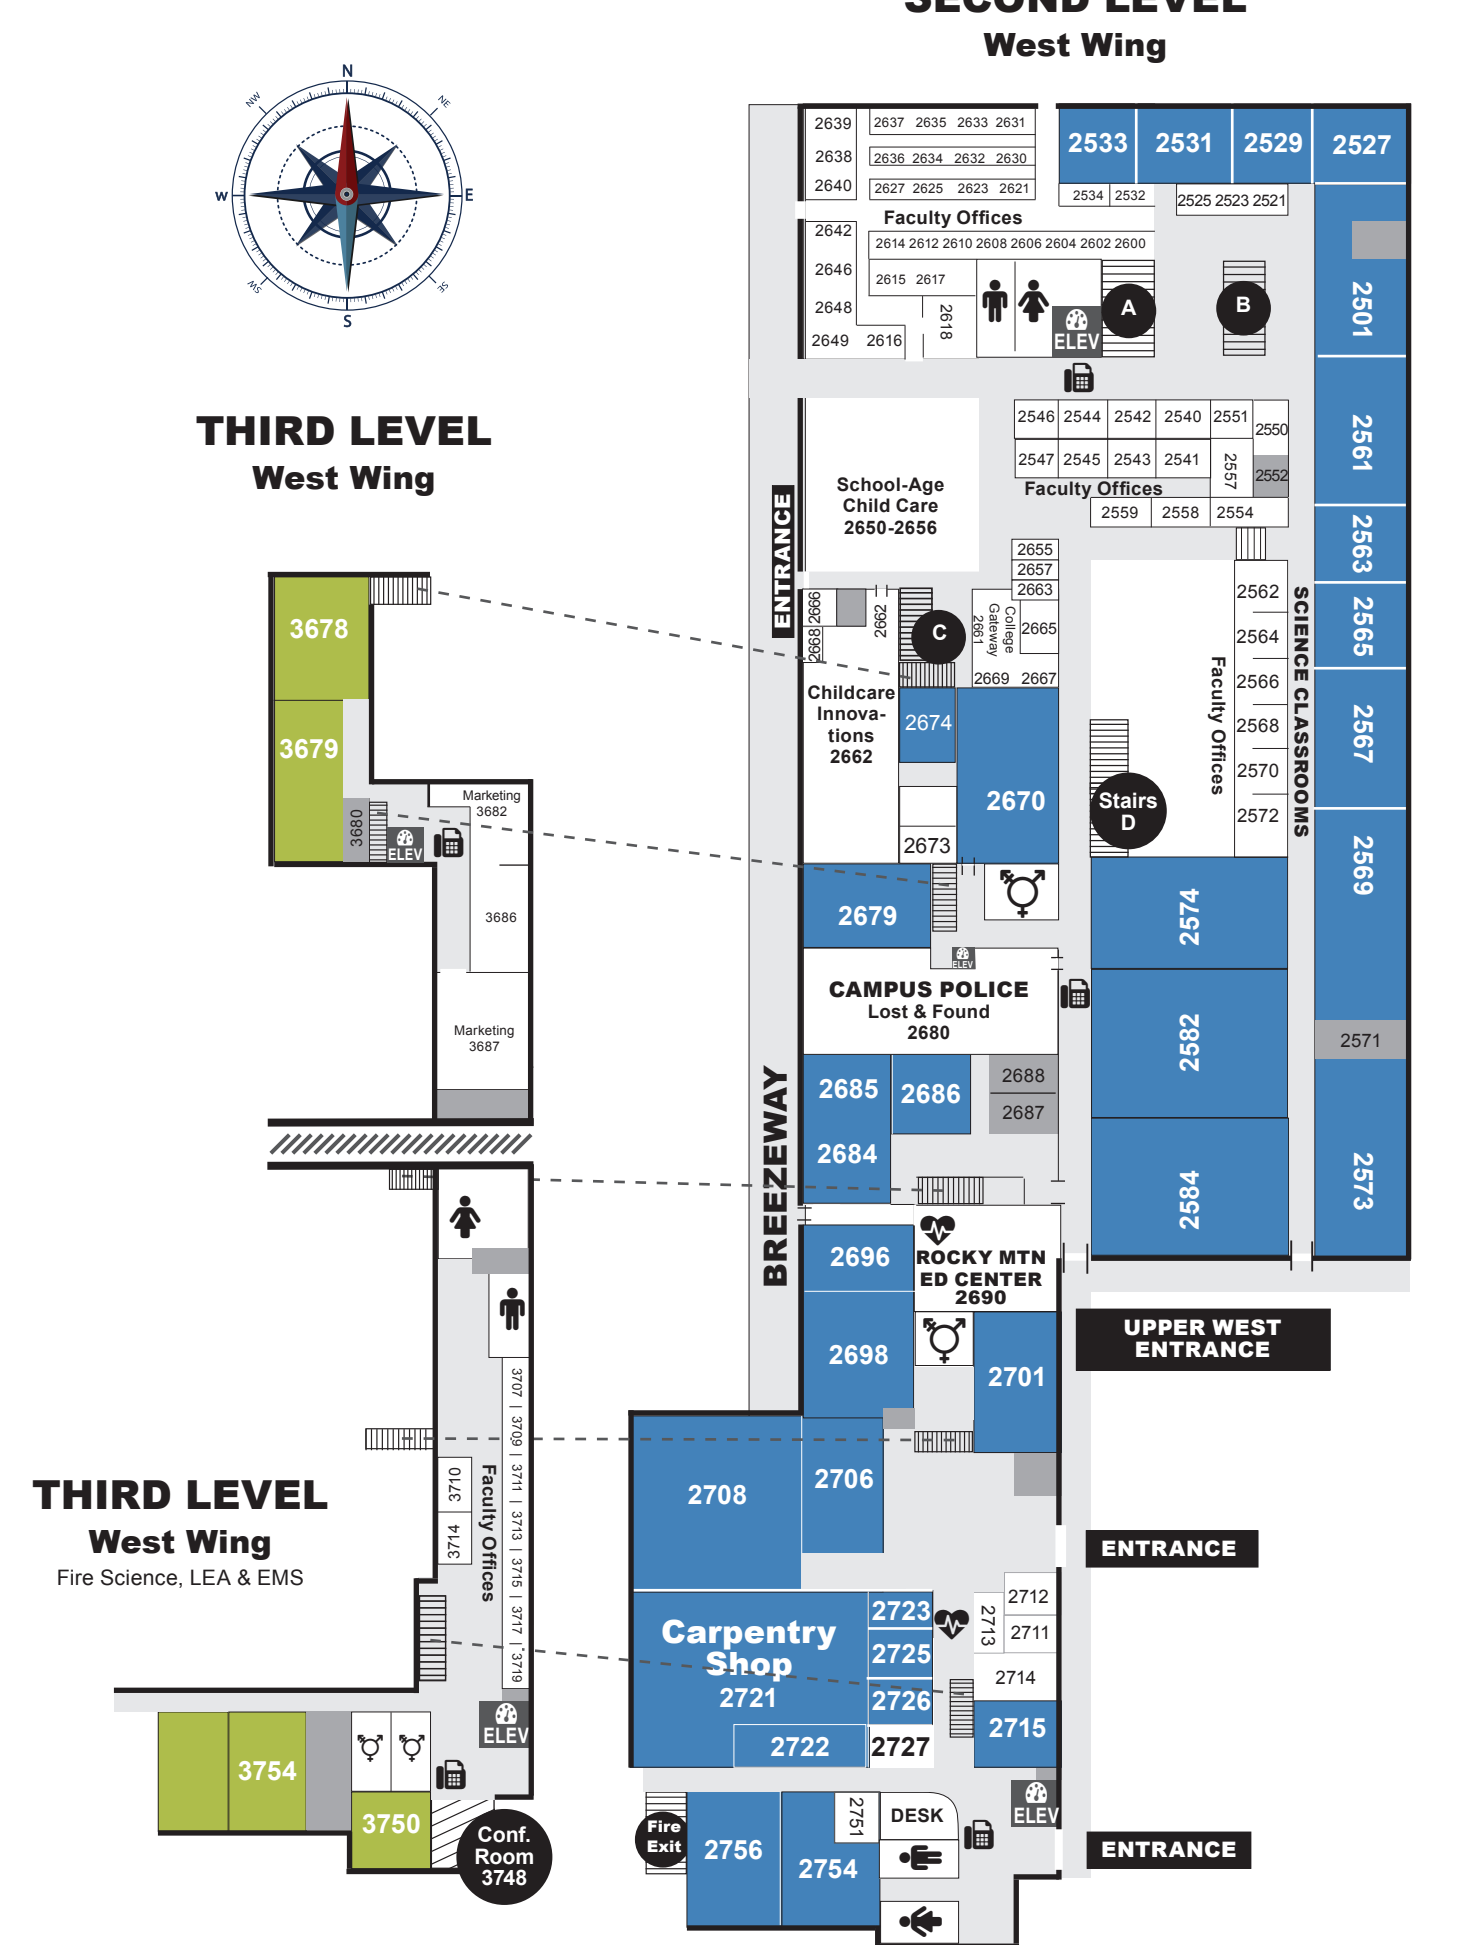 SECOND LEVEL
West Wing
N
NE
E
SE
S
SW
W
NW
THIRD LEVEL
West Wing
3678
3679
3680
ELEV
Marketing
3682
3686
Marketing
3687
THIRD LEVEL
West Wing
Fire Science, LEA & EMS
3707 | 3709 | 3711 | 3713 | 3715 | 3717 | 3719
Faculty Offices
3710
3714
ELEV
3754
3750
Conf.
Room
3748
2639
2638
2640
2637 2635 2633 2631
2636 2634 2632 2630
2627 2625 2623 2621
Faculty Offices
2533
2531
2529
2527
2534 2532
2525 2523 2521
2642
2646
2648
2649 2616
2614 2612 2610 2608 2606 2604 2602 2600
2615 2617
2618
ELEV
A
B
2501
2546 2544 2542 2540 2551
2550
2547 2545 2543 2541
2557
2552
Faculty Offices
2559 2558 2554
2561
2563
2565
2567
2569
2571
2573
SCIENCE CLASSROOMS
School-Age
Child Care
2650-2656
ENTRANCE
2655
2657
2663
2665
College
Gateway
2661
2669 2667
2666
2668
2662
C
Childcare
Innova-
tions
2662
2674
2670
2673
2562
2564
2566
2568
2570
2572
Faculty Offices
Stairs
D
2679
ELEV
CAMPUS POLICE
Lost & Found
2680
2574
2582
2584
2685
2684
2686
2688
2687
BREEZEWAY
2696
2698
ROCKY MTN
ED CENTER
2690
2701
UPPER WEST
ENTRANCE
2708
2706
ENTRANCE
Carpentry
Shop
2721
2722
2723
2725
2726
2727
2712
2713
2711
2714
2715
ELEV
Fire
Exit
2756
2754
2751
DESK
ENTRANCE